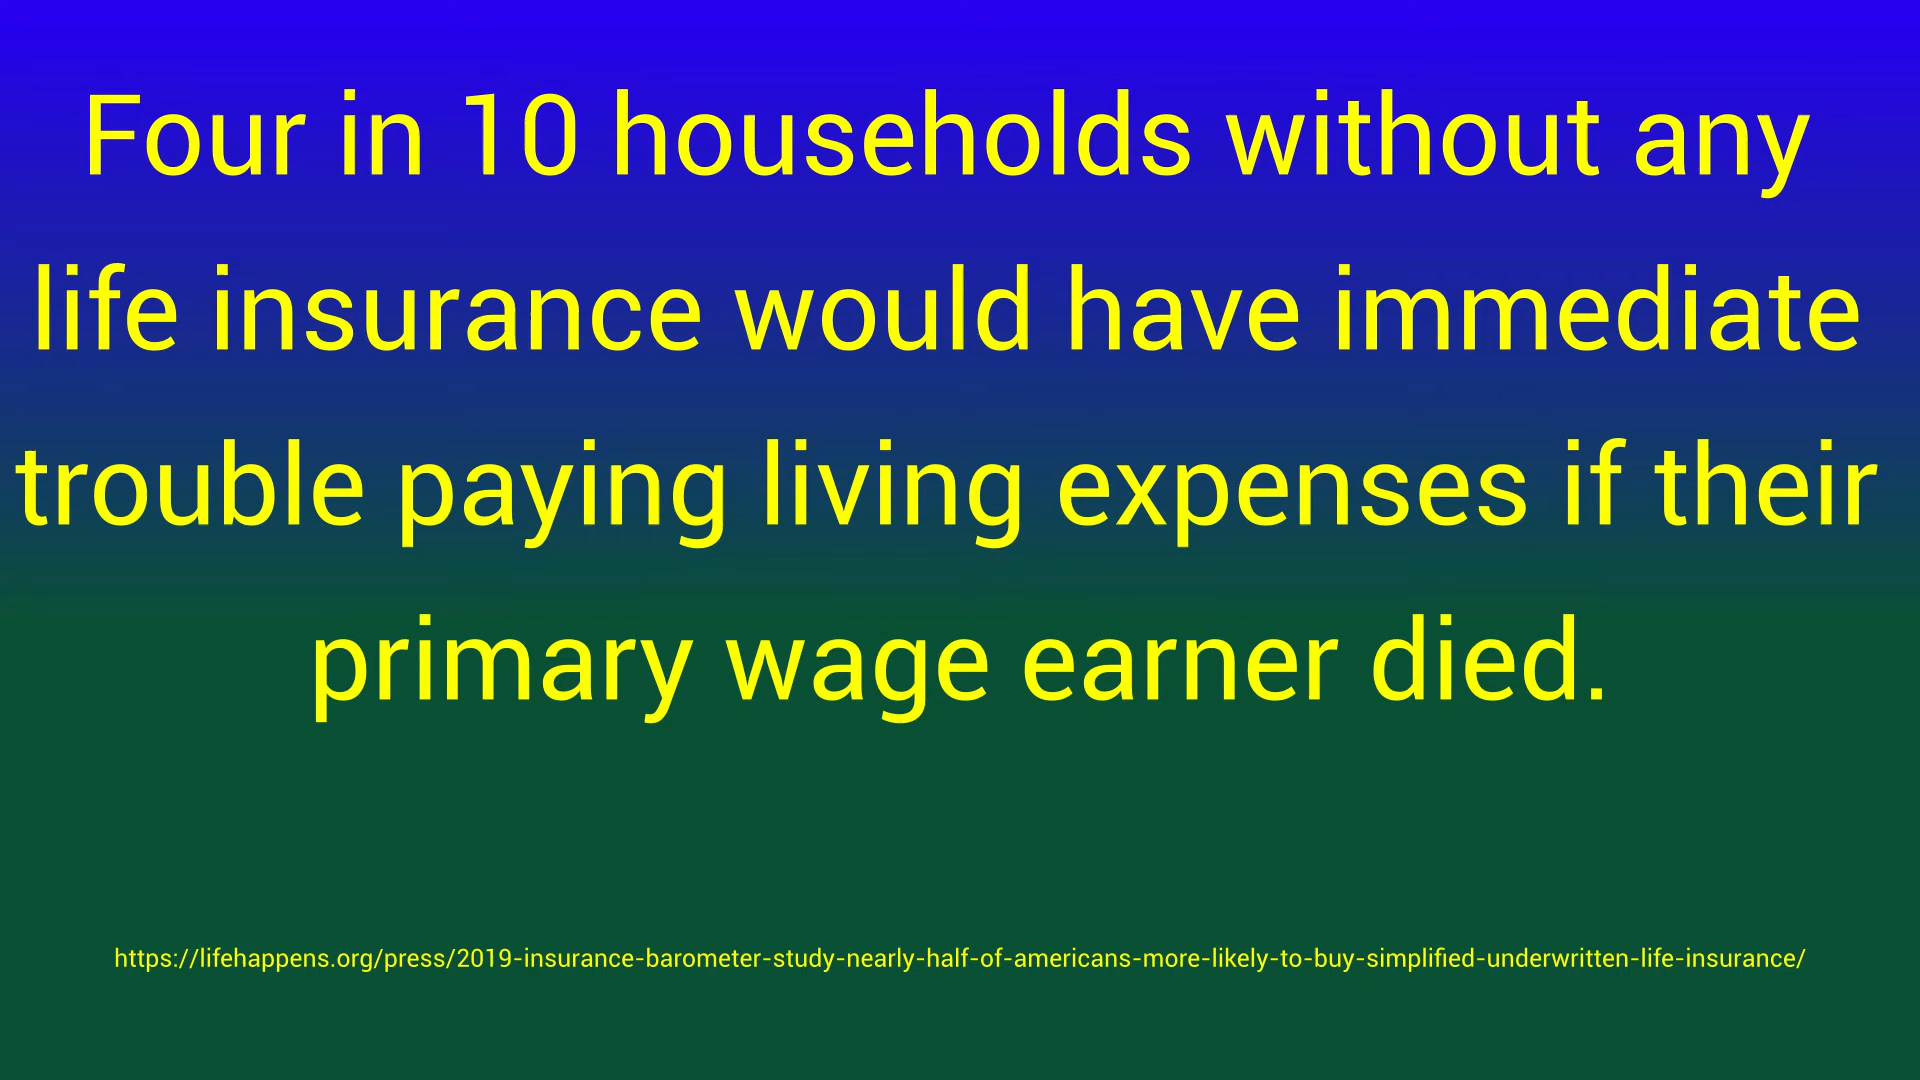 Four in 10 households without any
life insurance would have immediate
trouble paying living expenses if their
primary wage earner died.
https://lifehappens.org/press/2019-insurance-barometer-study-nearly-half-of-americans-more-likely-to-buy-simplified-underwritten-life-insurance/